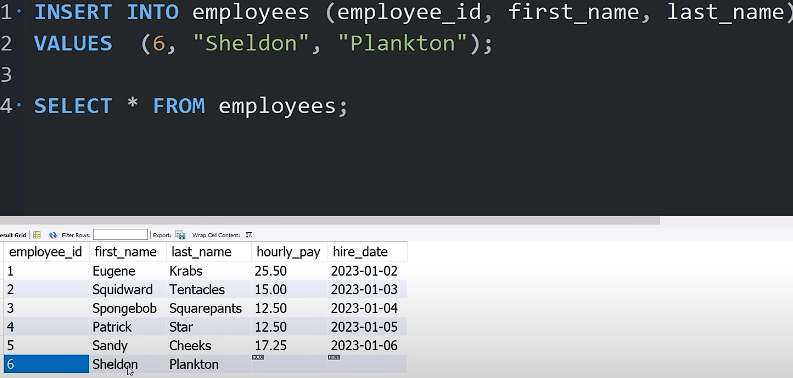 1 INSERT INTO employees (employee_id, first_name, last_name)
2 VALUES (6, "Sheldon", "Plankton");
3
4 SELECT * FROM employees;
esult Grid Filter Rows: Export: Wrap Cell Content:
employee_id first_name last_name hourly_pay hire_date
1 Eugene Krabs 25.50 2023-01-02
2 Squidward Tentacles 15.00 2023-01-03
3 Spongebob Squarepants 12.50 2023-01-04
4 Patrick Star 12.50 2023-01-05
5 Sandy Cheeks 17.25 2023-01-06
6 Sheldon Plankton NULL NULL